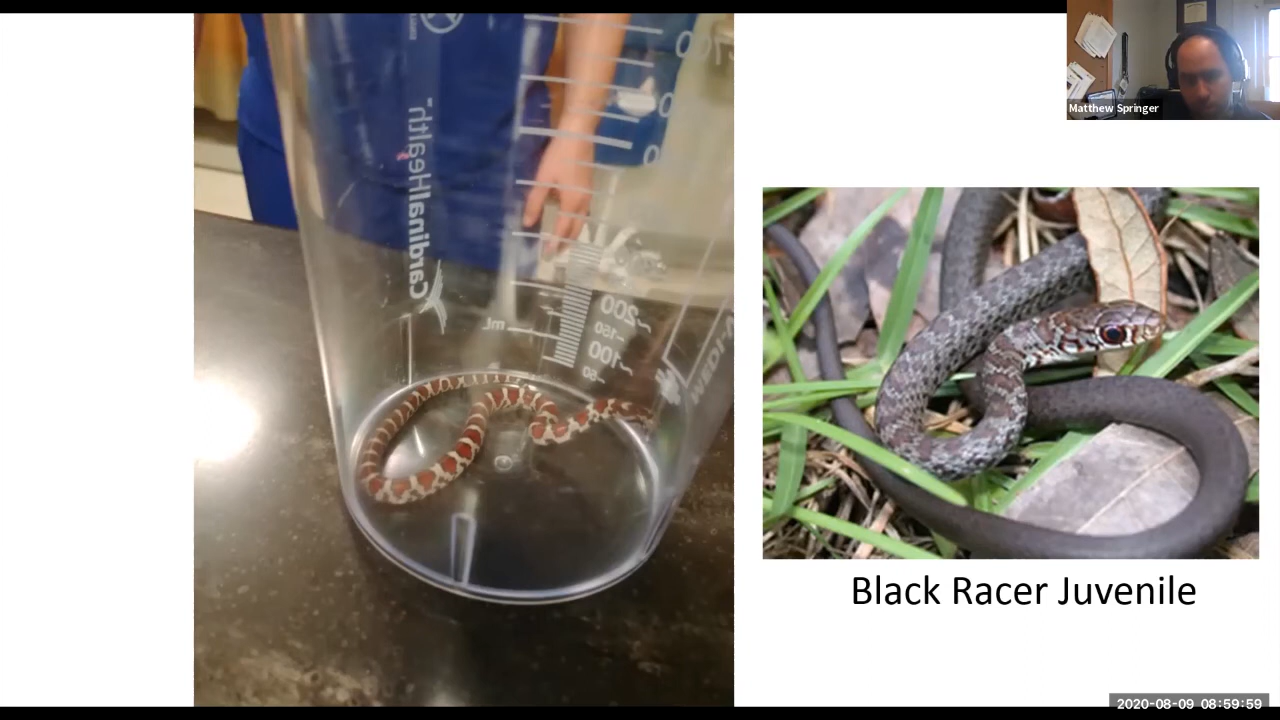 CardinalHealth
mL
200
150
100
50
Matthew Springer
Black Racer Juvenile
2020-08-09 08:59:59